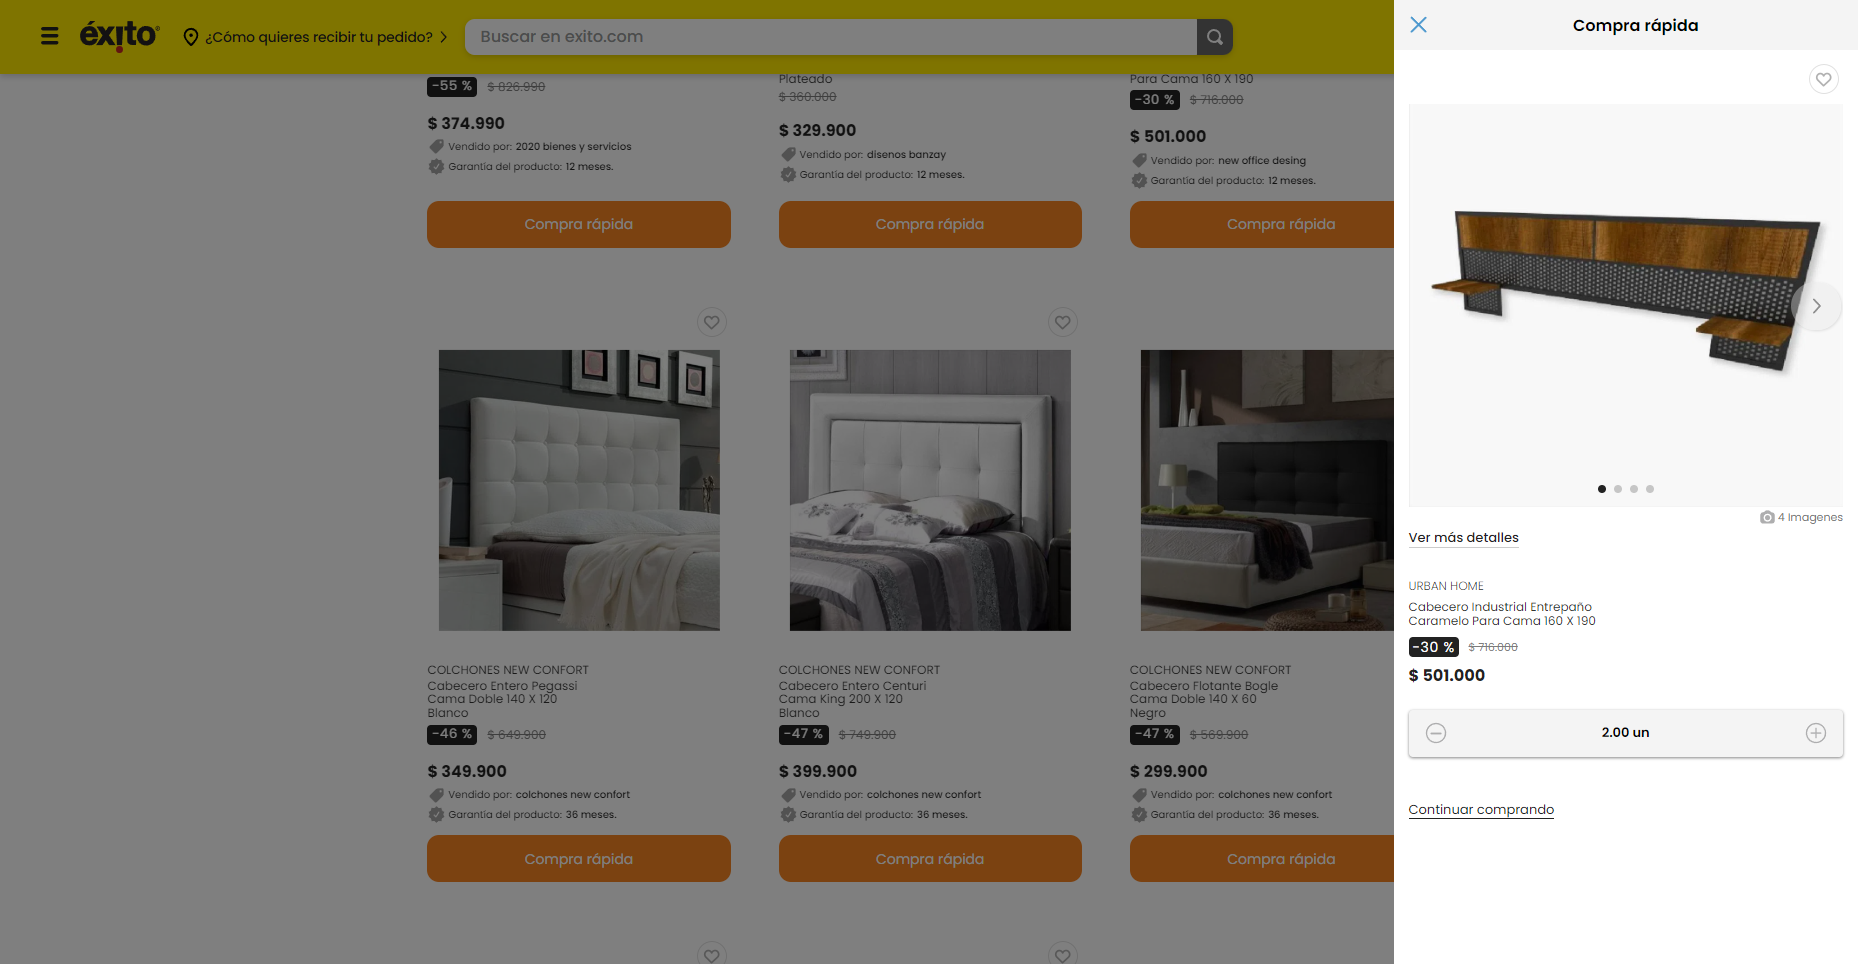 éxito
¿Cómo quieres recibir tu pedido?
Buscar en exito.com
-55 % $ 826.990
$ 374.990
Vendido por: 2020 bienes y servicios
Garantía del producto: 12 meses.
Compra rápida
Plateado
$ 360.000
$ 329.900
Vendido por: disenos banzay
Garantía del producto: 12 meses.
Compra rápida
Para Cama 160 X 190
-30 % $ 716.000
$ 501.000
Vendido por: new office desing
Garantía del producto: 12 meses.
Compra rápida
COLCHONES NEW CONFORT
Cabecero Entero Pegassi
Cama Doble 140 X 120
Blanco
-46 % $ 649.900
$ 349.900
Vendido por: colchones new confort
Garantía del producto: 36 meses.
Compra rápida
COLCHONES NEW CONFORT
Cabecero Entero Centuri
Cama King 200 X 120
Blanco
-47 % $ 749.900
$ 399.900
Vendido por: colchones new confort
Garantía del producto: 36 meses.
Compra rápida
COLCHONES NEW CONFORT
Cabecero Flotante Bogle
Cama Doble 140 X 60
Negro
-47 % $ 569.900
$ 299.900
Vendido por: colchones new confort
Garantía del producto: 36 meses.
Compra rápida
Compra rápida
4 Imagenes
Ver más detalles
URBAN HOME
Cabecero Industrial Entrepaño
Caramelo Para Cama 160 X 190
-30 % $ 716.000
$ 501.000
2.00 un
Continuar comprando